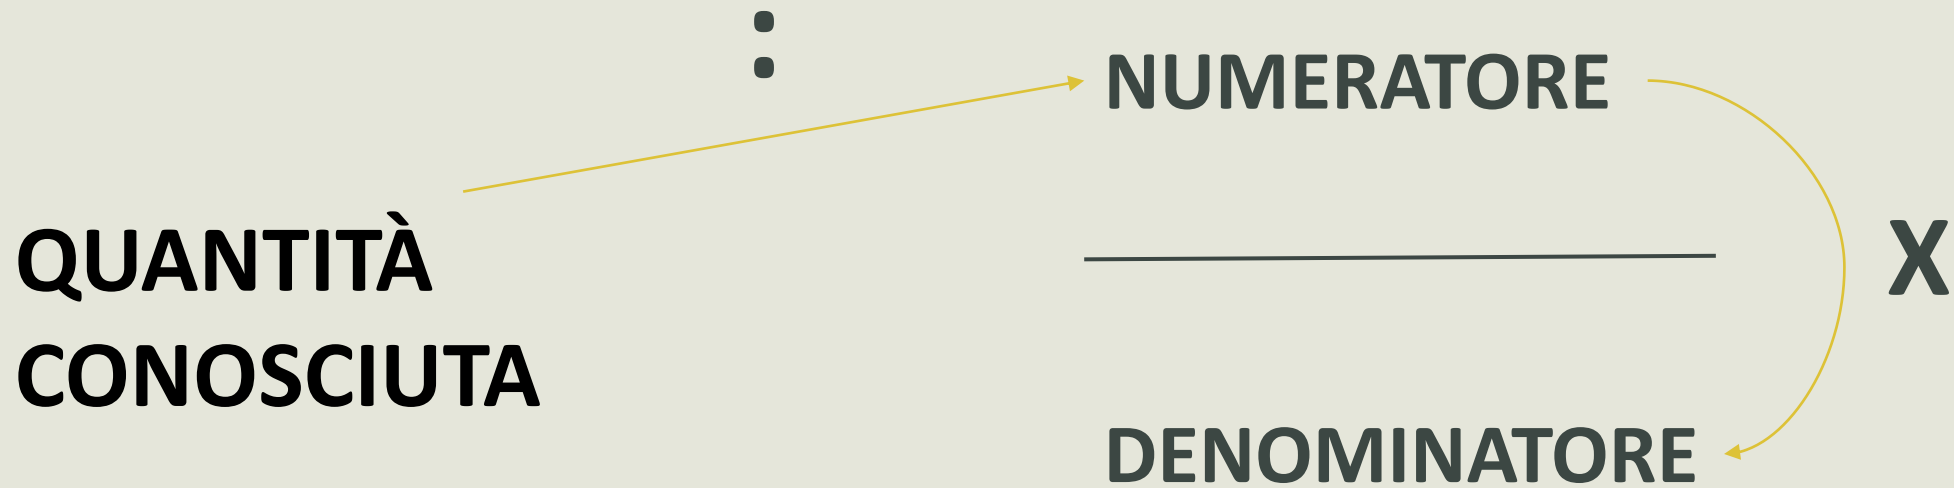 :
NUMERATORE
QUANTITÀ
CONOSCIUTA
X
DENOMINATORE